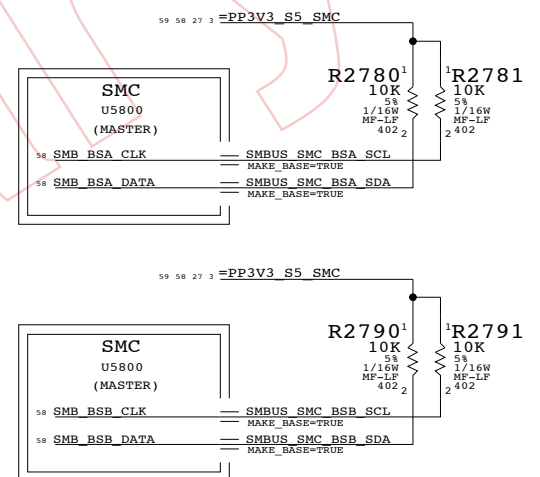 59 58 27 3 =PP3V3_S5_SMC
R2780 1
10K
5%
1/16W
MF-LF
402 2
1 R2781
10K
5%
1/16W
MF-LF
2 402
SMC
U5800
(MASTER)
58 SMB_BSA_CLK SMBUS_SMC_BSA_SCL
MAKE_BASE=TRUE
58 SMB_BSA_DATA SMBUS_SMC_BSA_SDA
MAKE_BASE=TRUE
59 58 27 3 =PP3V3_S5_SMC
R2790 1
10K
5%
1/16W
MF-LF
402 2
1 R2791
10K
5%
1/16W
MF-LF
2 402
SMC
U5800
(MASTER)
58 SMB_BSB_CLK SMBUS_SMC_BSB_SCL
MAKE_BASE=TRUE
58 SMB_BSB_DATA SMBUS_SMC_BSB_SDA
MAKE_BASE=TRUE